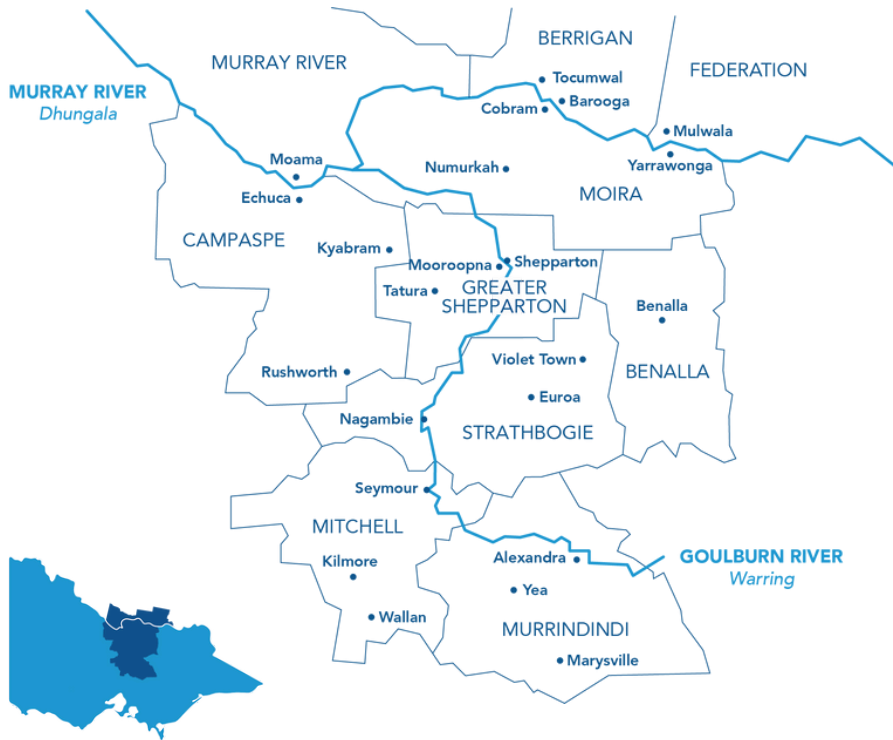 BERRIGAN
MURRAY RIVER
FEDERATION
Tocumwal
MURRAY RIVER
Dhungala
Barooga
Cobram
Mulwala
Yarrawonga
Moama
Numurkah
MOIRA
Echuca
CAMPASPE
Kyabram
Shepparton
Mooroopna
Tatura
GREATER
SHEPPARTON
Benalla
Violet Town
Rushworth
BENALLA
Euroa
Nagambie
STRATHBOGIE
Seymour
MITCHELL
Alexandra
GOULBURN RIVER
Warring
Kilmore
Yea
Wallan
MURRINDINDI
Marysville